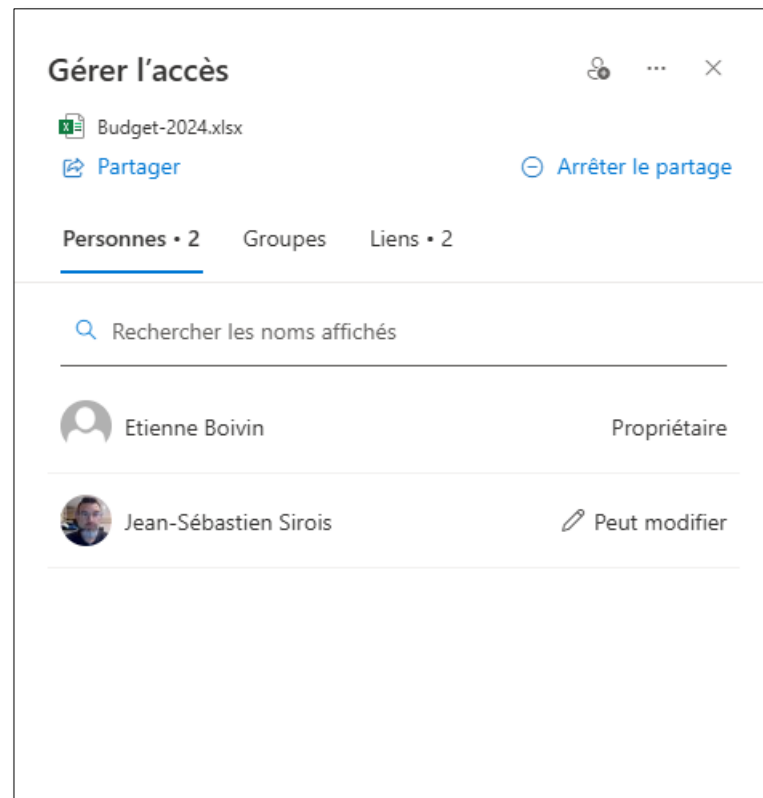 Gérer l’accès
Budget-2024.xlsx
Partager
Arrêter le partage
Personnes • 2
Groupes
Liens • 2
Rechercher les noms affichés
Etienne Boivin
Propriétaire
Jean-Sébastien Sirois
Peut modifier